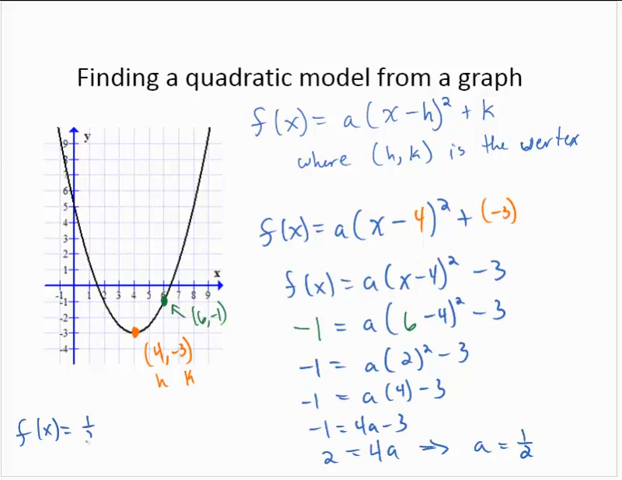 Finding a quadratic model from a graph
f(x) = a(x-h)² + k
where (h, k) is the vertex
f(x) = a(x-4)² + (-3)
f(x) = a(x-4)² - 3
-1 = a(6-4)² - 3
-1 = a(2)² - 3
-1 = a(4) - 3
-1 = 4a - 3
2 = 4a ⇒ a = 1/2
y
9
8
6
5
4
3
2
1
x
-1 1 2 3 4 5 6 7 8 9
-1
-2
-3
-4
(6,-1)
(4,-3)
h k
f(x) = 1/2